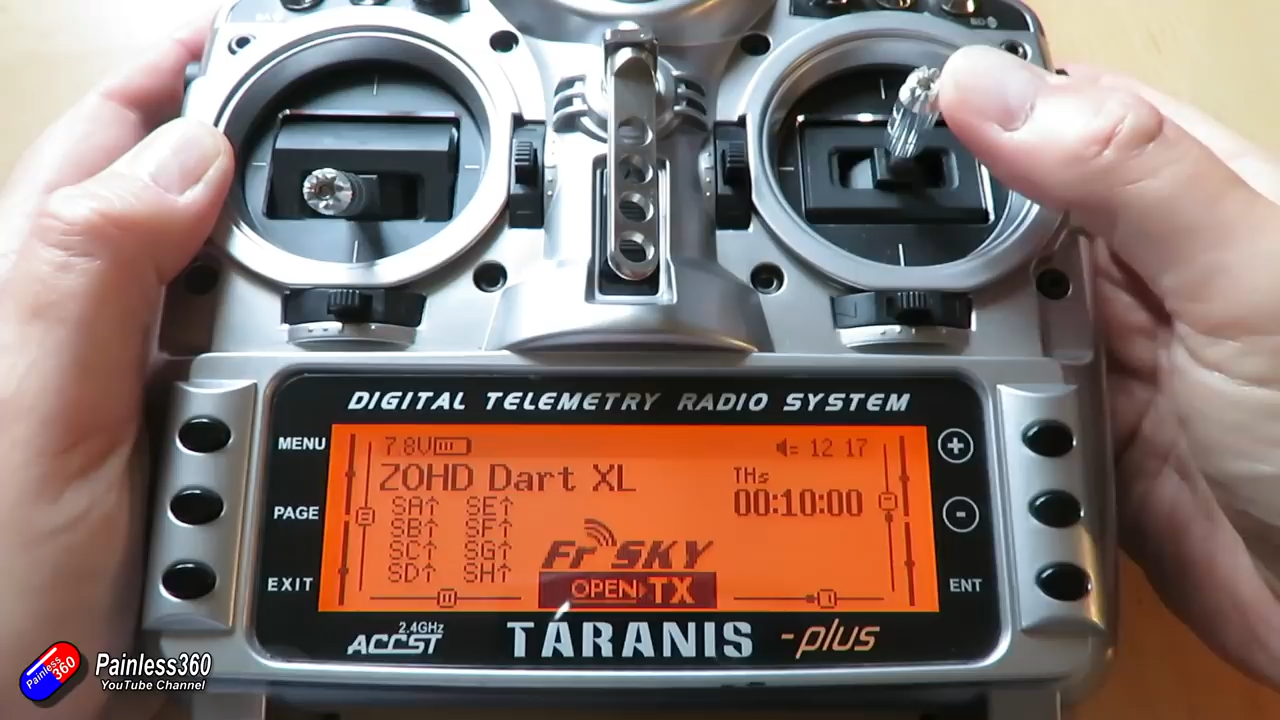 DIGITAL TELEMETRY RADIO SYSTEM
MENU
PAGE
EXIT
7.8V
12 17
ZOHD Dart XL
THs
00:10:00
SA↑ SE↑
SB↑ SF↑
SC↑ SG↑
SD↑ SH↑
FrSKY
OPEN TX
+
-
ENT
2.4GHz
ACCST
TARANIS -plus
Painless 360
Painless360
YouTube Channel